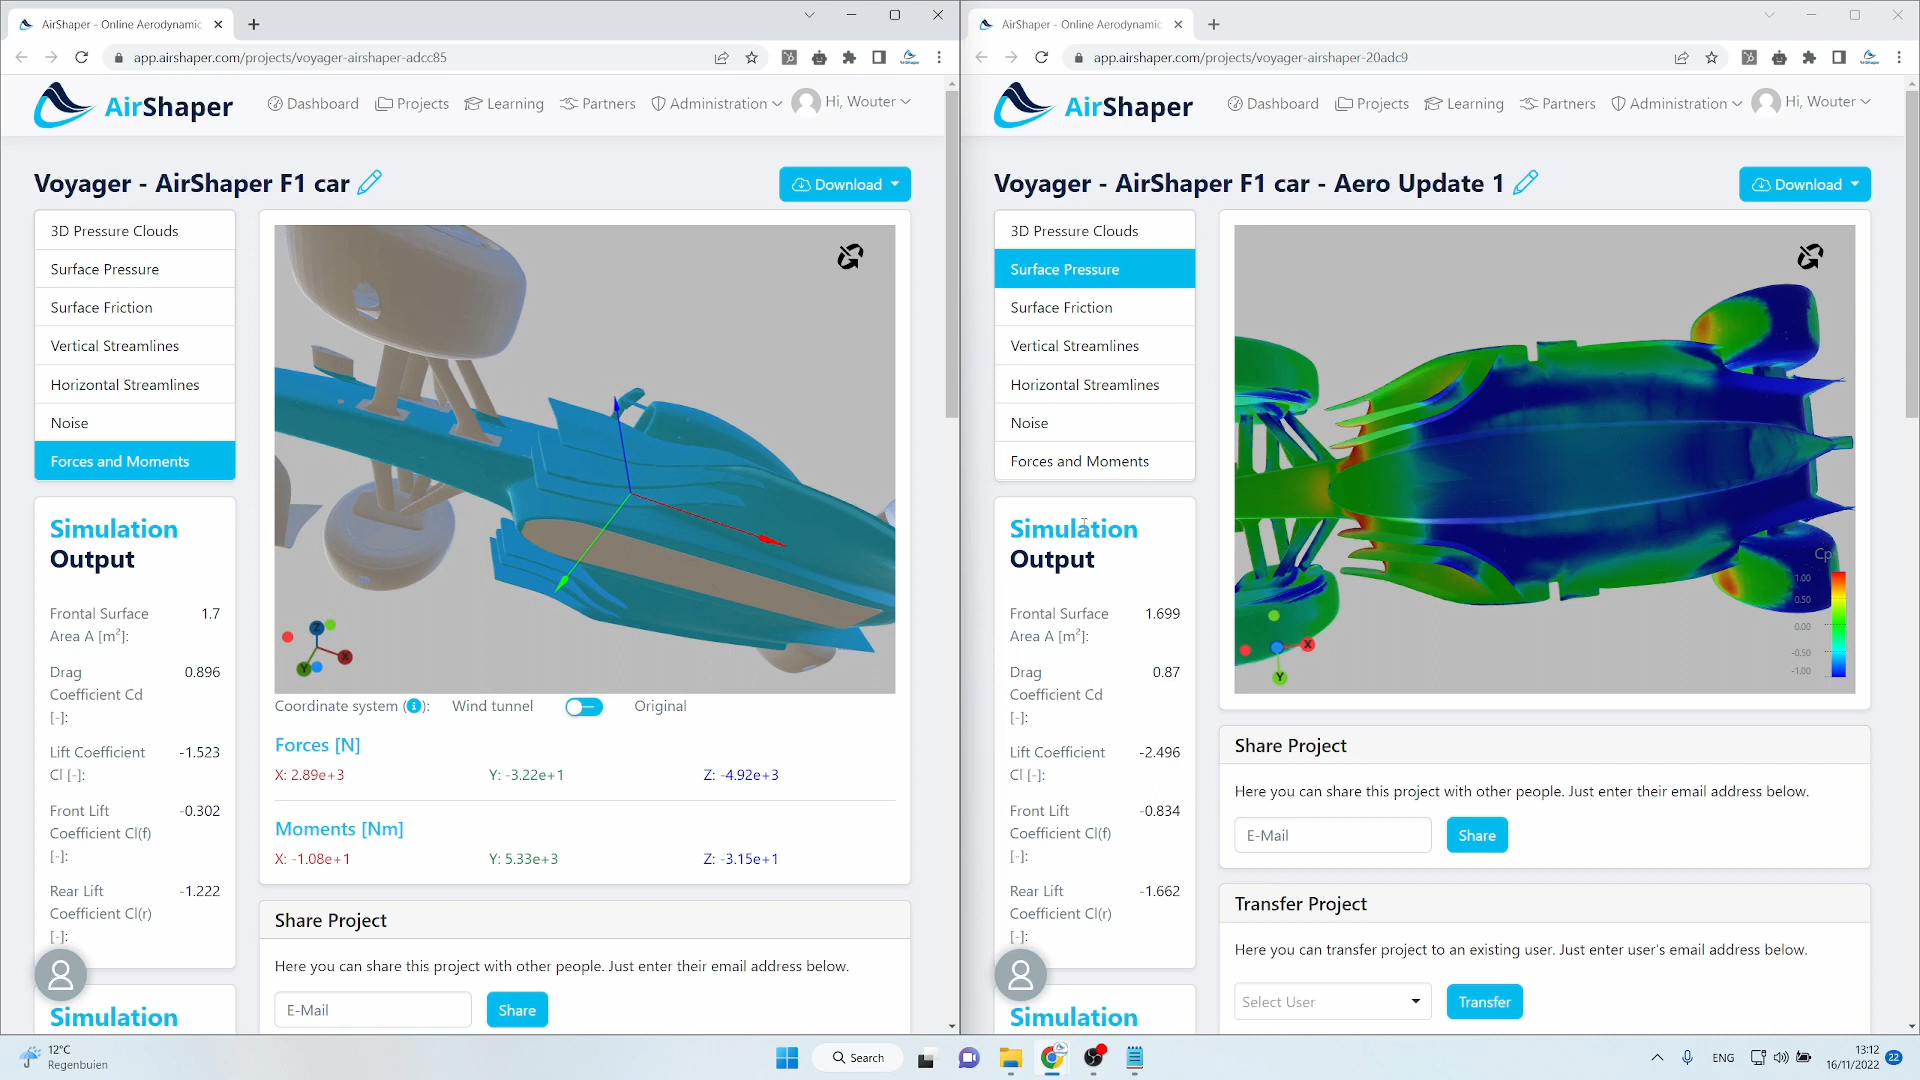 AirShaper - Online Aerodynamic
app.airshaper.com/projects/voyager-airshaper-adcc85
AirShaper
Dashboard
Projects
Learning
Partners
Administration
Hi, Wouter
Voyager - AirShaper F1 car
Download
3D Pressure Clouds
Surface Pressure
Surface Friction
Vertical Streamlines
Horizontal Streamlines
Noise
Forces and Moments
Z
X
Y
Simulation
Output
Frontal Surface 1.7
Area A [m²]:
Drag 0.896
Coefficient Cd
[-]:
Lift Coefficient -1.523
Cl [-]:
Front Lift -0.302
Coefficient Cl(f)
[-]:
Rear Lift -1.222
Coefficient Cl(r)
[-]:
Simulation
Coordinate system (i): Wind tunnel Original
Forces [N]
X: 2.89e+3 Y: -3.22e+1 Z: -4.92e+3
Moments [Nm]
X: -1.08e+1 Y: 5.33e+3 Z: -3.15e+1
Share Project
Here you can share this project with other people. Just enter their email address below.
E-Mail
Share
AirShaper - Online Aerodynamic
app.airshaper.com/projects/voyager-airshaper-20adc9
AirShaper
Dashboard
Projects
Learning
Partners
Administration
Hi, Wouter
Voyager - AirShaper F1 car - Aero Update 1
Download
3D Pressure Clouds
Surface Pressure
Surface Friction
Vertical Streamlines
Horizontal Streamlines
Noise
Forces and Moments
Cp
1.00
0.50
0.00
-0.50
-1.00
X
Y
Simulation
Output
Frontal Surface 1.699
Area A [m²]:
Drag 0.87
Coefficient Cd
[-]:
Lift Coefficient -2.496
Cl [-]:
Front Lift -0.834
Coefficient Cl(f)
[-]:
Rear Lift -1.662
Coefficient Cl(r)
[-]:
Simulation
Share Project
Here you can share this project with other people. Just enter their email address below.
E-Mail
Share
Transfer Project
Here you can transfer project to an existing user. Just enter user's email address below.
Select User
Transfer
12°C
Regenbuien
Search
ENG
13:12
16/11/2022
22